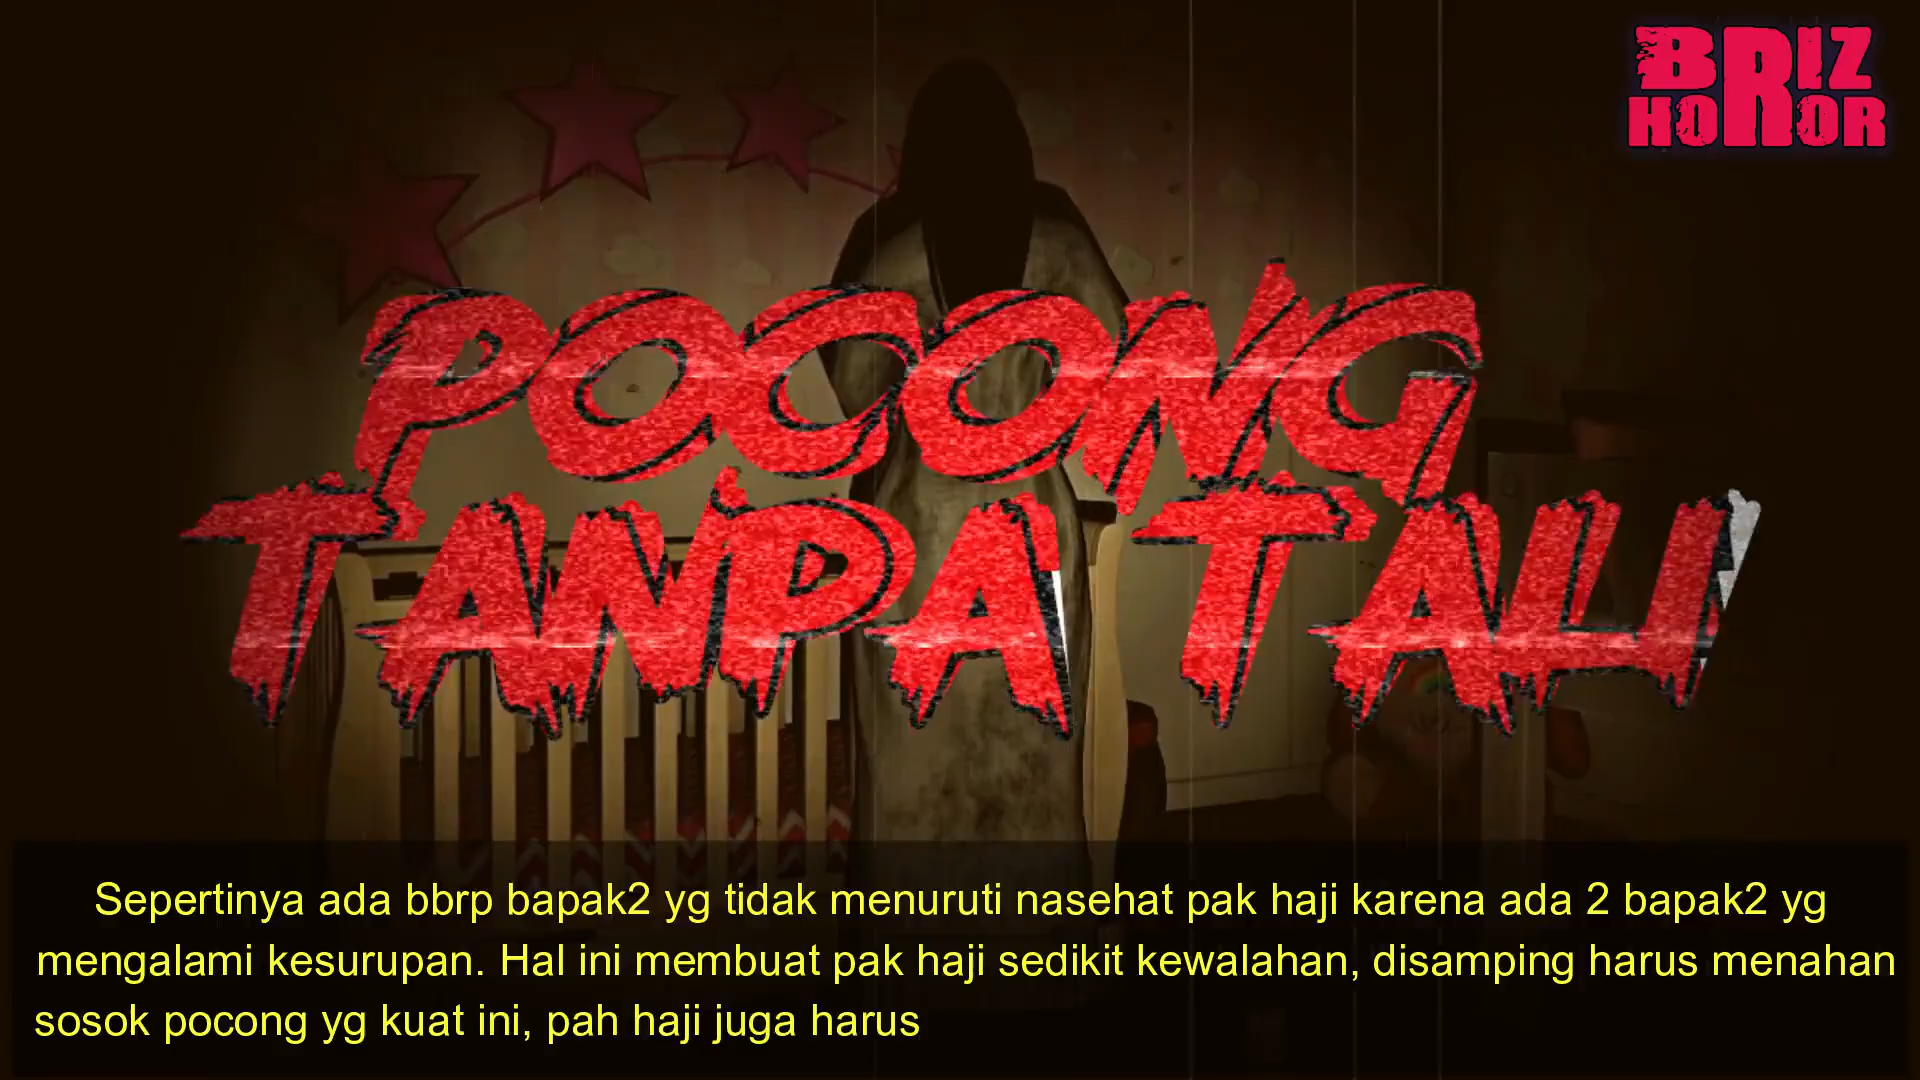 BRIZ
HOROR
POCONG
TANPA TALI
Sepertinya ada bbrp bapak2 yg tidak menuruti nasehat pak haji karena ada 2 bapak2 yg
mengalami kesurupan. Hal ini membuat pak haji sedikit kewalahan, disamping harus menahan
sosok pocong yg kuat ini, pah haji juga harus